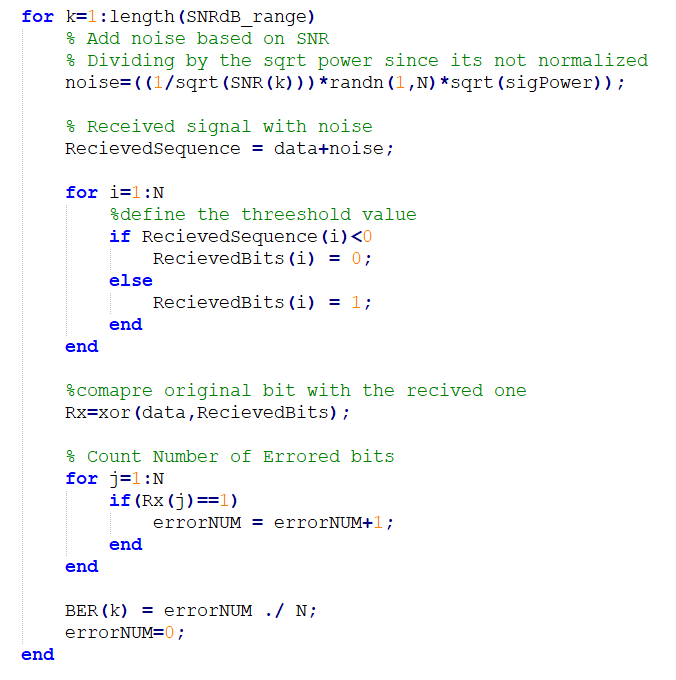 for k=1:length(SNRdB_range)
% Add noise based on SNR
% Dividing by the sqrt power since its not normalized
noise=((1/sqrt(SNR(k)))*randn(1,N)*sqrt(sigPower));
% Received signal with noise
RecievedSequence = data+noise;
for i=1:N
%define the threeshold value
if RecievedSequence(i)<0
RecievedBits(i) = 0;
else
RecievedBits(i) = 1;
end
end
%comapre original bit with the recived one
Rx=xor(data,RecievedBits);
% Count Number of Errored bits
for j=1:N
if(Rx(j)==1)
errorNUM = errorNUM+1;
end
end
BER(k) = errorNUM ./ N;
errorNUM=0;
end